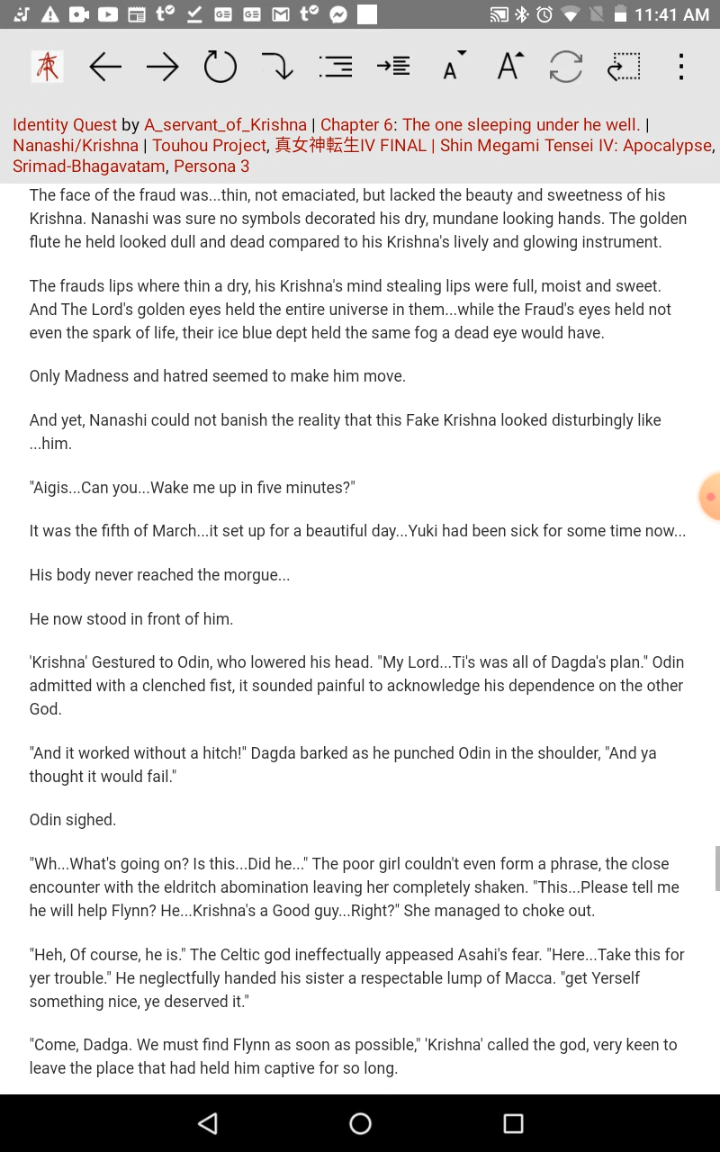 11:41 AM
Identity Quest by A_servant_of_Krishna | Chapter 6: The one sleeping under he well. |
Nanashi/Krishna | Touhou Project, 真女神転生IV FINAL | Shin Megami Tensei IV: Apocalypse,
Srimad-Bhagavatam, Persona 3
The face of the fraud was...thin, not emaciated, but lacked the beauty and sweetness of his
Krishna. Nanashi was sure no symbols decorated his dry, mundane looking hands. The golden
flute he held looked dull and dead compared to his Krishna's lively and glowing instrument.
The frauds lips where thin a dry, his Krishna's mind stealing lips were full, moist and sweet.
And The Lord's golden eyes held the entire universe in them...while the Fraud's eyes held not
even the spark of life, their ice blue dept held the same fog a dead eye would have.
Only Madness and hatred seemed to make him move.
And yet, Nanashi could not banish the reality that this Fake Krishna looked disturbingly like
...him.
"Aigis...Can you...Wake me up in five minutes?"
It was the fifth of March...it set up for a beautiful day...Yuki had been sick for some time now...
His body never reached the morgue...
He now stood in front of him.
'Krishna' Gestured to Odin, who lowered his head. "My Lord...Ti's was all of Dagda's plan." Odin
admitted with a clenched fist, it sounded painful to acknowledge his dependence on the other
God.
"And it worked without a hitch!" Dagda barked as he punched Odin in the shoulder, "And ya
thought it would fail."
Odin sighed.
"Wh...What's going on? Is this...Did he..." The poor girl couldn't even form a phrase, the close
encounter with the eldritch abomination leaving her completely shaken. "This...Please tell me
he will help Flynn? He...Krishna's a Good guy...Right?" She managed to choke out.
"Heh, Of course, he is." The Celtic god ineffectually appeased Asahi's fear. "Here...Take this for
yer trouble." He neglectfully handed his sister a respectable lump of Macca. "get Yerself
something nice, ye deserved it."
"Come, Dadga. We must find Flynn as soon as possible," 'Krishna' called the god, very keen to
leave the place that had held him captive for so long.